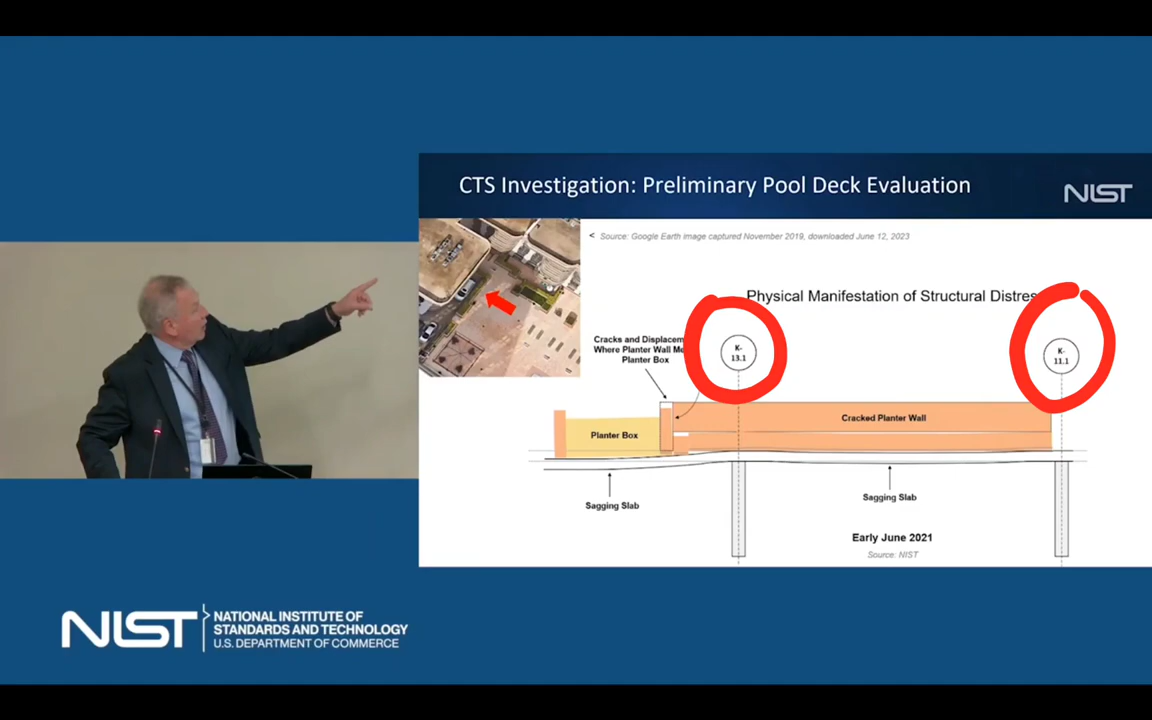 CTS Investigation: Preliminary Pool Deck Evaluation
NIST
< Source: Google Earth image captured November 2019, downloaded June 12, 2023
Physical Manifestation of Structural Distres
Cracks and Displacem
Where Planter Wall Me
Planter Box
K-
13.1
K-
11.1
Cracked Planter Wall
Planter Box
Sagging Slab
Sagging Slab
Early June 2021
Source: NIST
NIST
NATIONAL INSTITUTE OF
STANDARDS AND TECHNOLOGY
U.S. DEPARTMENT OF COMMERCE